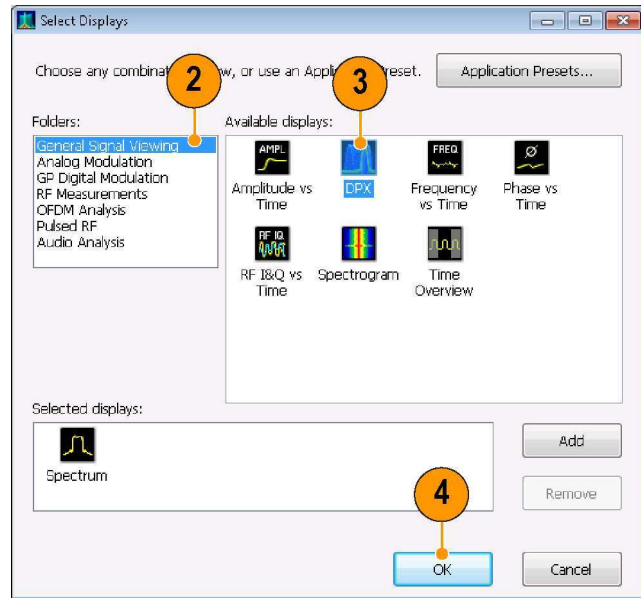 Select Displays
Choose any combinat w, or use an Appl reset.
Application Presets...
2
3
Folders:
General Signal Viewing
Analog Modulation
GP Digital Modulation
RF Measurements
OFDM Analysis
Pulsed RF
Audio Analysis
Available displays:
AMPL
Amplitude vs
Time
DPX
FREQ
Frequency
vs Time
Ø
Phase vs
Time
RF IQ
RF I&Q vs
Time
Spectrogram
Time
Overview
Selected displays:
Spectrum
Add
Remove
4
OK
Cancel